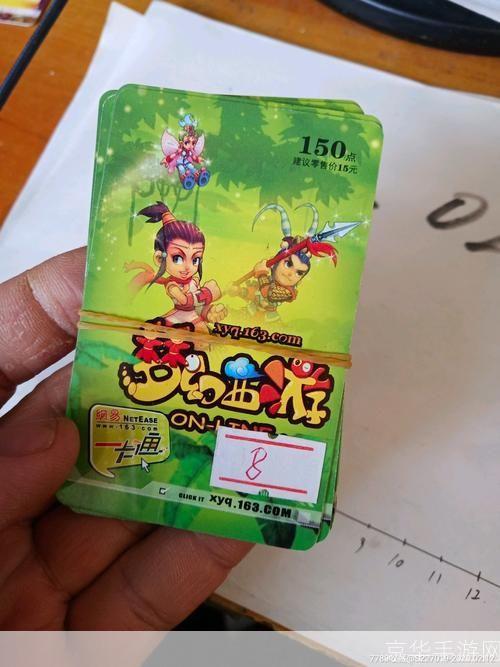 150点
建议零售价15元
xyq.163.com
梦幻西游
ON-LINE
網易 NETEASE
www.163.com
一卡通
8
CLICK IT xyq.163.COM
9 10 11 12
京华手游网